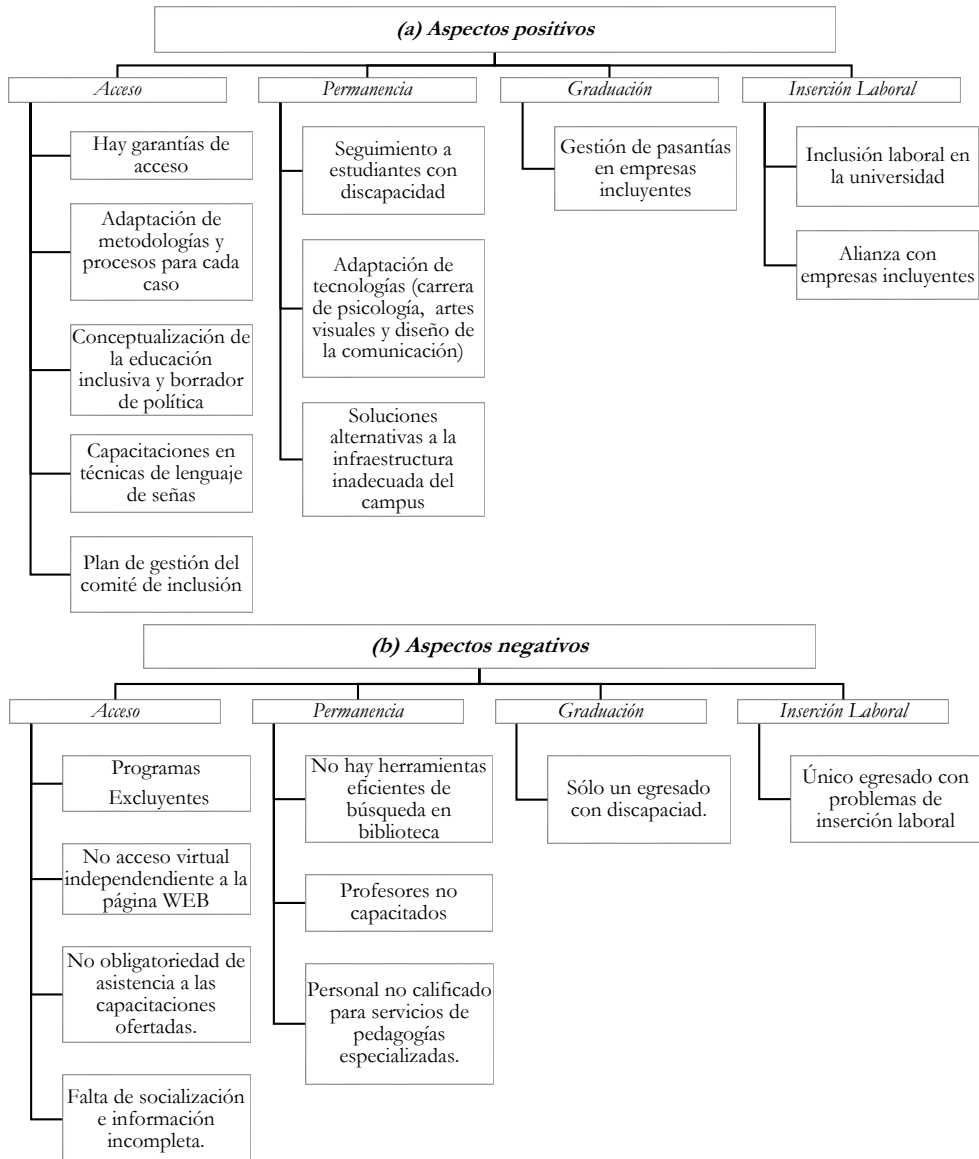 (a) Aspectos positivos
Acceso
Hay garantías de
acceso
Adaptación de
metodologías y
procesos para cada
caso
Conceptualización de
la educación
inclusiva y borrador
de política
Capacitaciones en
técnicas de lenguaje
de señas
Plan de gestión del
comité de inclusión
Permanencia
Seguimiento a
estudiantes con
discapacidad
Adaptación de
tecnologías (carrera
de psicología, artes
visuales y diseño de
la comunicación)
Soluciones
alternativas a la
infraestructura
inadecuada del
campus
Graduación
Gestión de pasantías
en empresas
incluyentes
Inserción Laboral
Inclusión laboral en
la universidad
Alianza con
empresas incluyentes
(b) Aspectos negativos
Acceso
Programas
Excluyentes
No acceso virtual
independendiente a la
página WEB
No obligatoriedad de
asistencia a las
capacitaciones
ofertadas.
Falta de socialización
e información
incompleta.
Permanencia
No hay herramientas
eficientes de
búsqueda en
biblioteca
Profesores no
capacitados
Personal no calificado
para servicios de
pedagogías
especializadas.
Graduación
Sólo un egresado
con discapaciad.
Inserción Laboral
Único egresado con
problemas de
inserción laboral